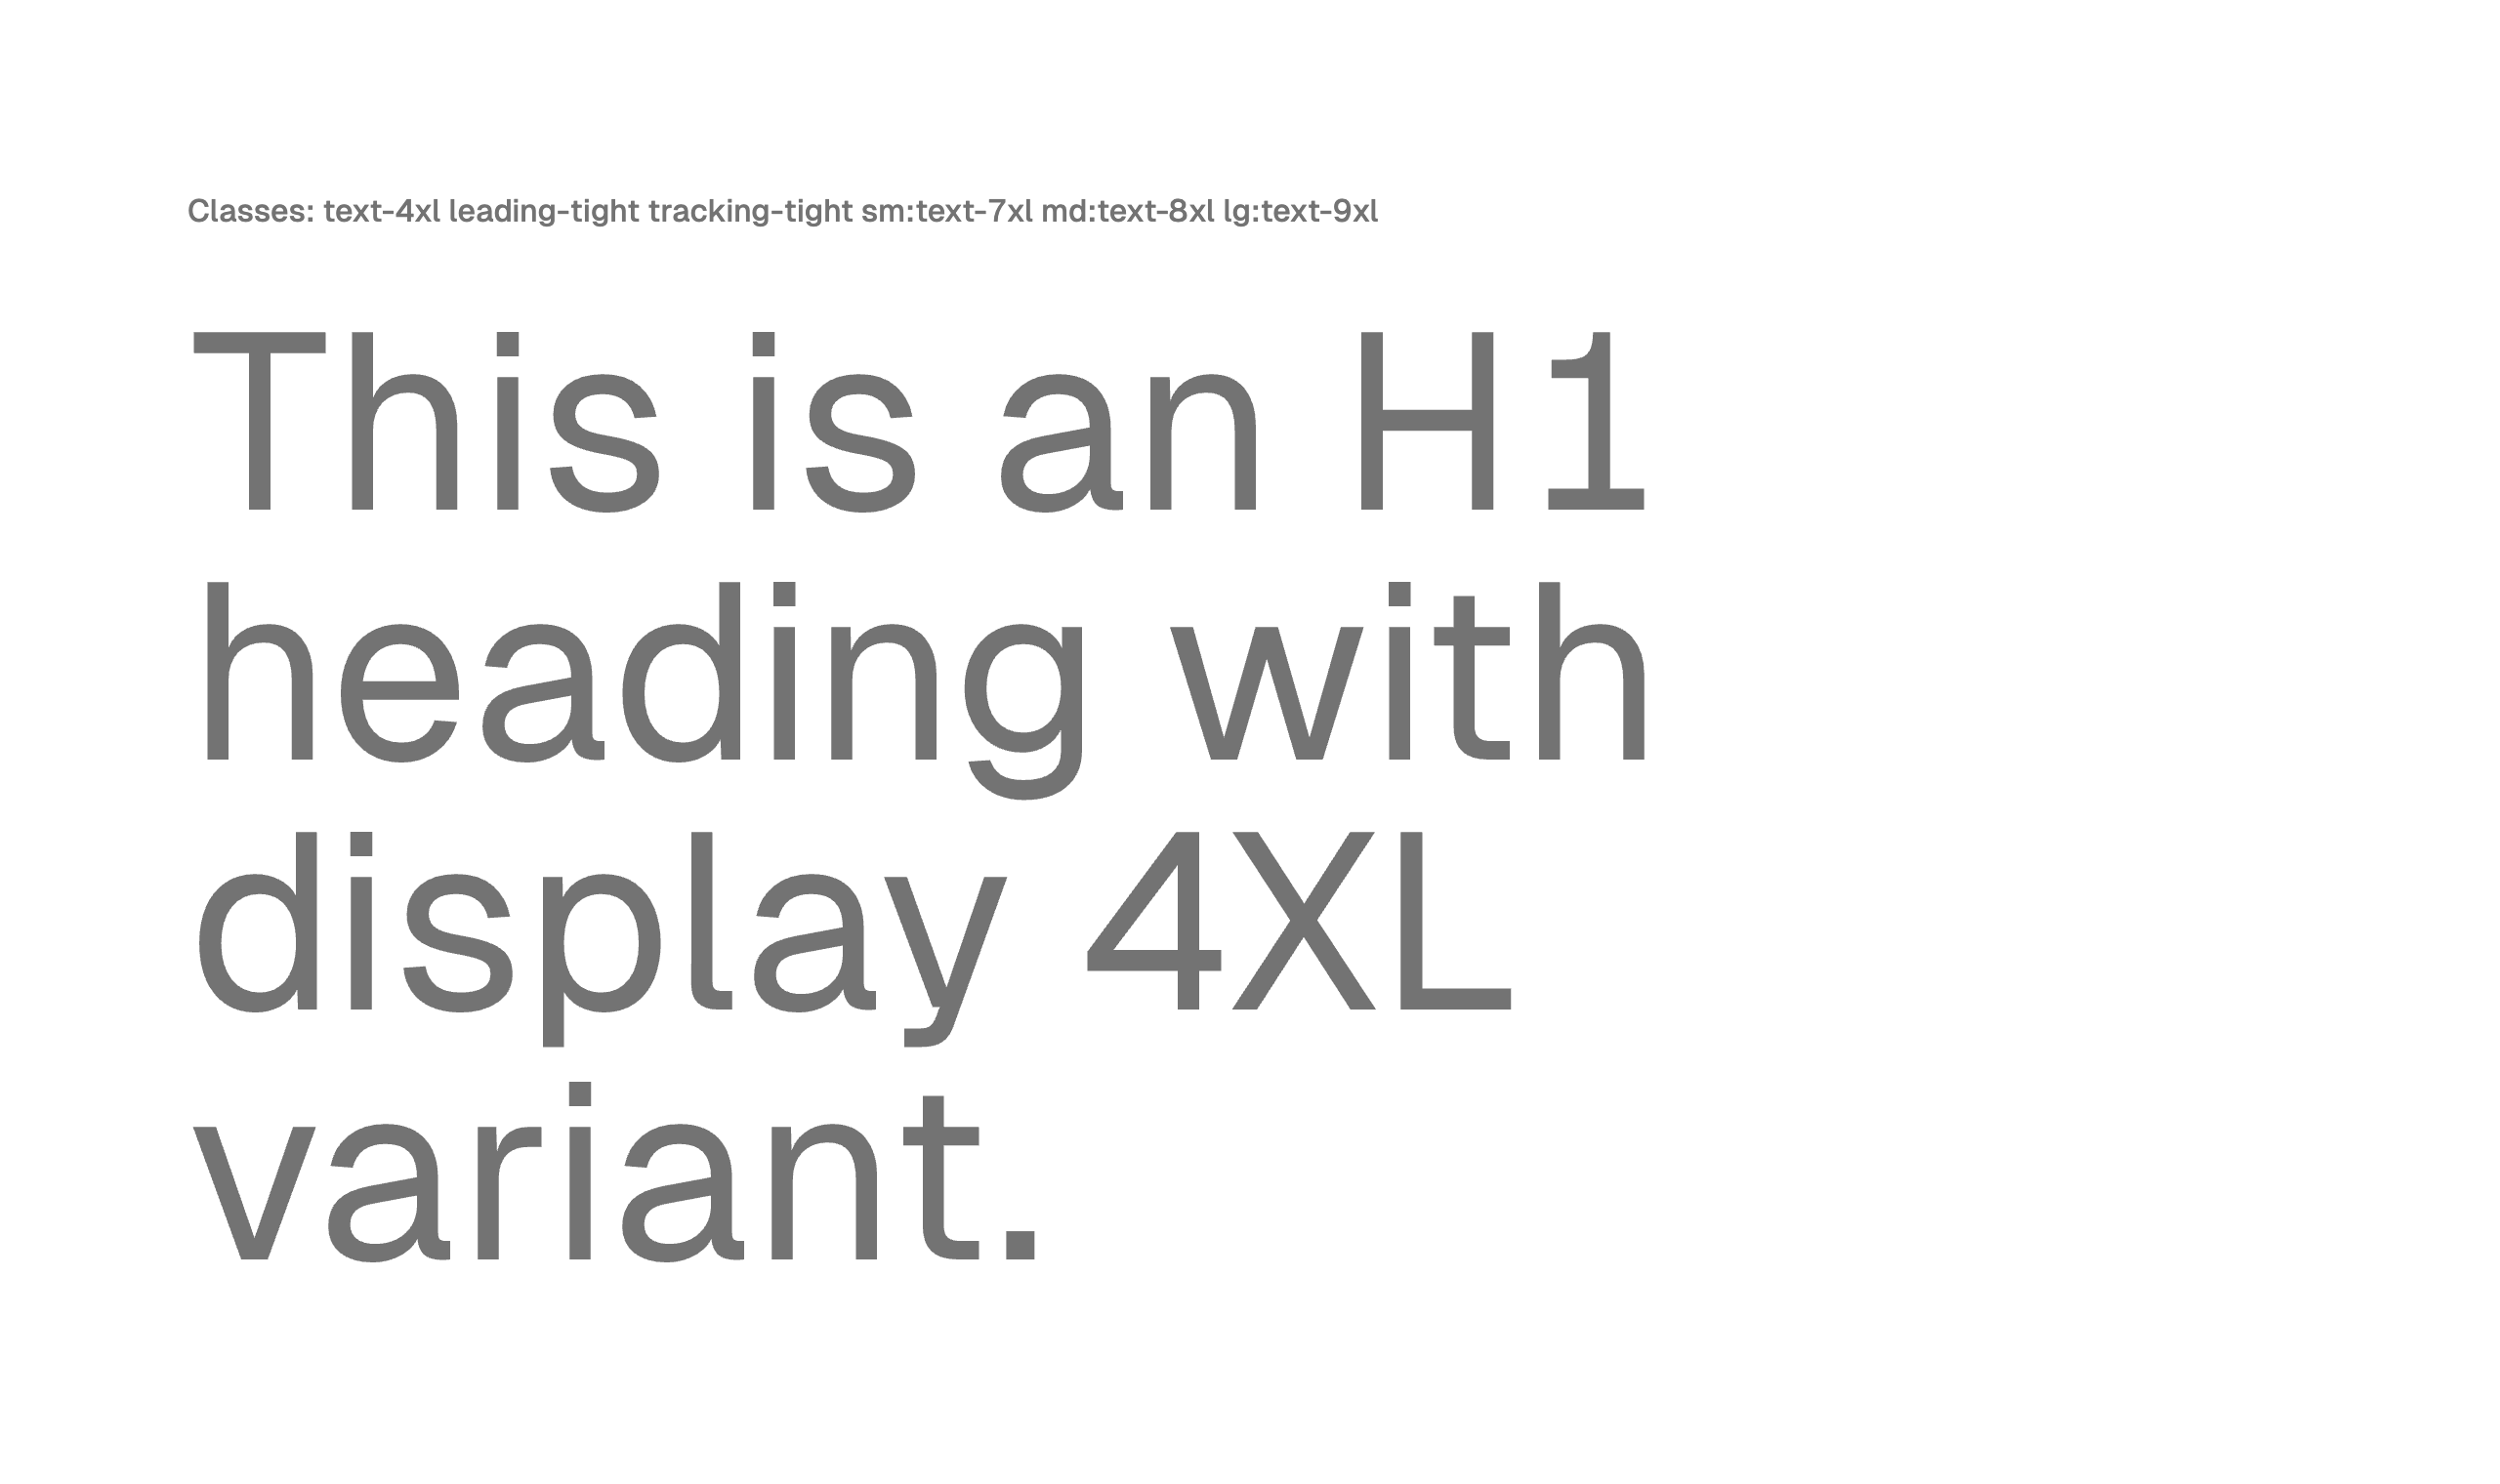 Classes: text-4xl leading-tight tracking-tight sm:text-7xl md:text-8xl lg:text-9xl
This is an H1
heading with
display 4XL
variant.